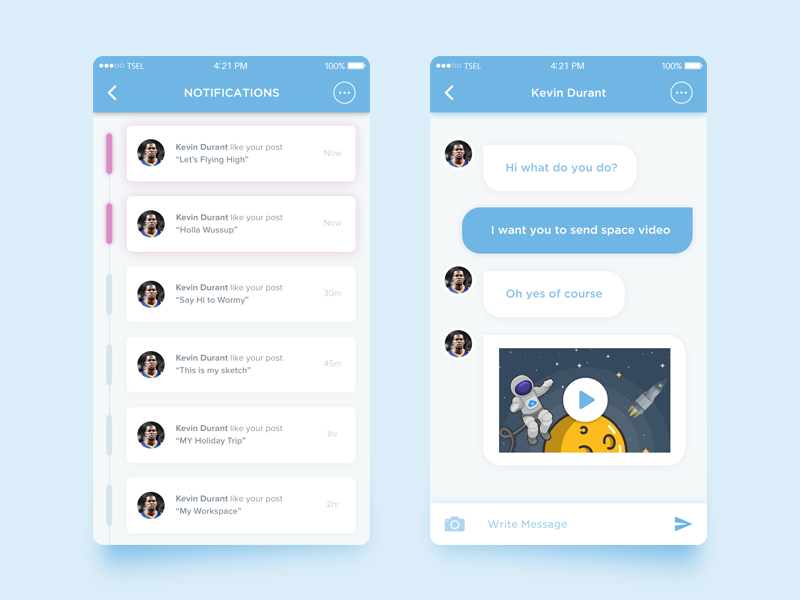 TSEL 4:21 PM 100%
NOTIFICATIONS
Kevin Durant like your post
“Let’s Flying High”
Now
Kevin Durant like your post
“Holla Wussup”
Now
Kevin Durant like your post
“Say Hi to Wormy”
30m
Kevin Durant like your post
“This is my sketch”
45m
Kevin Durant like your post
“MY Holiday Trip”
1hr
Kevin Durant like your post
“My Workspace”
2hr
TSEL 4:21 PM 100%
Kevin Durant
Hi what do you do?
I want you to send space video
Oh yes of course
Write Message